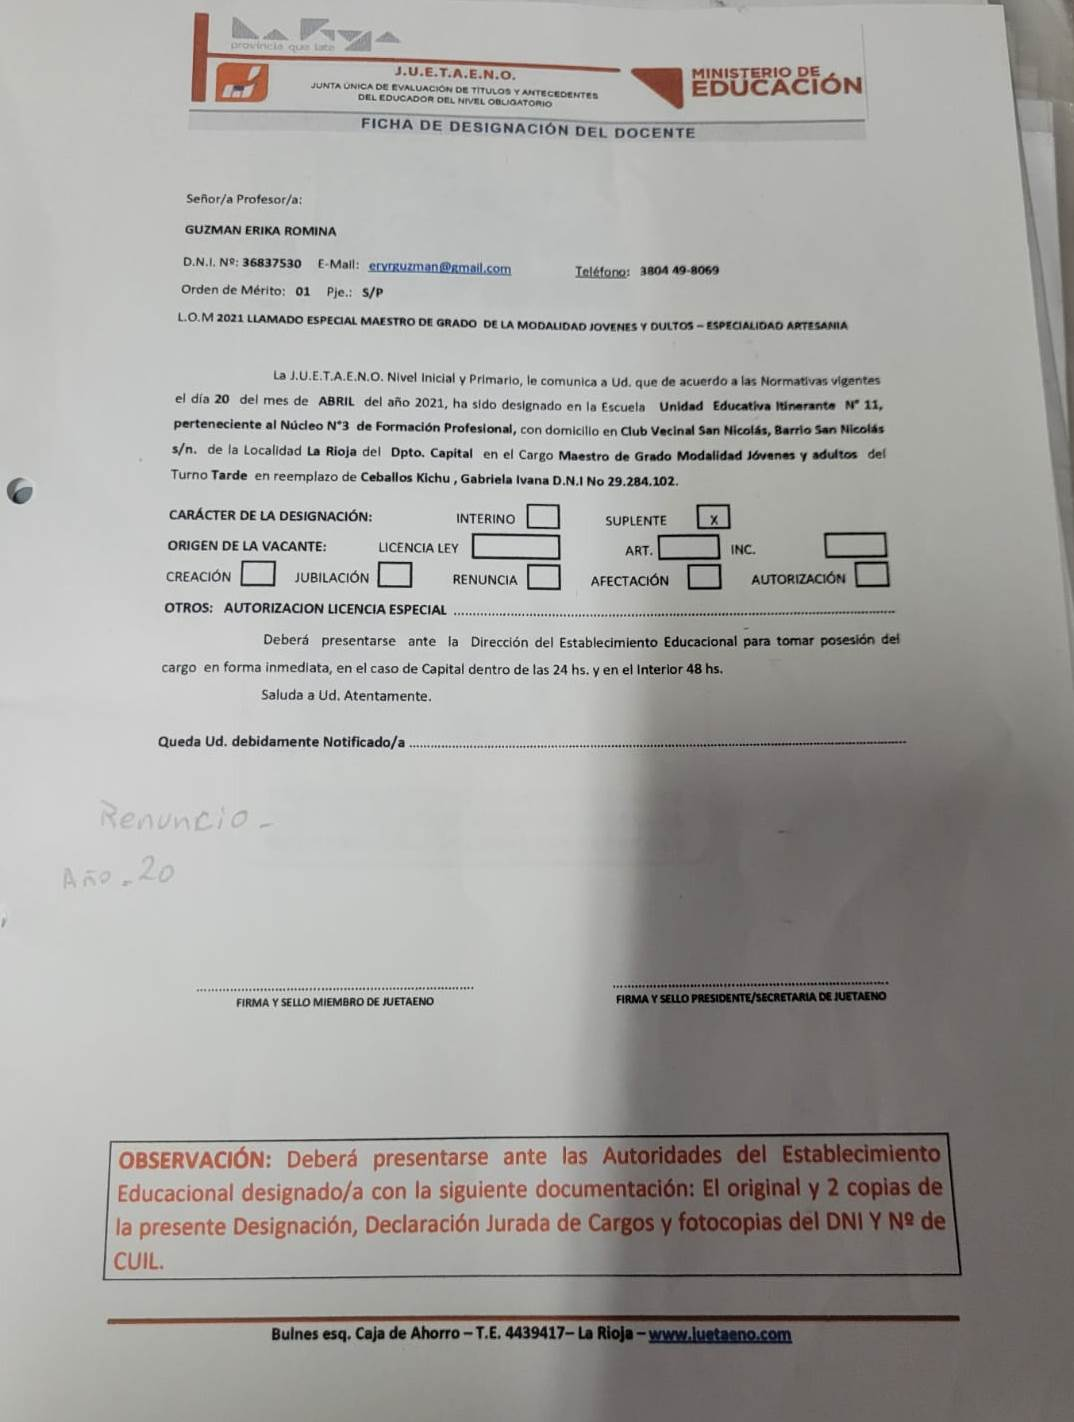 La Rioja
provincia que late
J.U.E.T.A.E.N.O.
JUNTA ÚNICA DE EVALUACIÓN DE TÍTULOS Y ANTECEDENTES
DEL EDUCADOR DEL NIVEL OBLIGATORIO
MINISTERIO DE
EDUCACIÓN
FICHA DE DESIGNACIÓN DEL DOCENTE
Señor/a Profesor/a:
GUZMAN ERIKA ROMINA
D.N.I. Nº: 36837530 E-Mail: eryrguzman@gmail.com Teléfono: 3804 49-8069
Orden de Mérito: 01 Pje.: S/P
L.O.M 2021 LLAMADO ESPECIAL MAESTRO DE GRADO DE LA MODALIDAD JOVENES Y DULTOS – ESPECIALIDAD ARTESANIA
La J.U.E.T.A.E.N.O. Nivel Inicial y Primario, le comunica a Ud. que de acuerdo a las Normativas vigentes
el día 20 del mes de ABRIL del año 2021, ha sido designado en la Escuela Unidad Educativa Itinerante N° 11,
perteneciente al Núcleo N°3 de Formación Profesional, con domicilio en Club Vecinal San Nicolás, Barrio San Nicolás
s/n. de la Localidad La Rioja del Dpto. Capital en el Cargo Maestro de Grado Modalidad Jóvenes y adultos del
Turno Tarde en reemplazo de Ceballos Kichu , Gabriela Ivana D.N.I No 29.284.102.
CARÁCTER DE LA DESIGNACIÓN: INTERINO SUPLENTE X
ORIGEN DE LA VACANTE: LICENCIA LEY ART. INC.
CREACIÓN JUBILACIÓN RENUNCIA AFECTACIÓN AUTORIZACIÓN
OTROS: AUTORIZACION LICENCIA ESPECIAL
Deberá presentarse ante la Dirección del Establecimiento Educacional para tomar posesión del
cargo en forma inmediata, en el caso de Capital dentro de las 24 hs. y en el Interior 48 hs.
Saluda a Ud. Atentamente.
Queda Ud. debidamente Notificado/a
Renuncio -
Año - 20
FIRMA Y SELLO MIEMBRO DE JUETAENO
FIRMA Y SELLO PRESIDENTE/SECRETARIA DE JUETAENO
OBSERVACIÓN: Deberá presentarse ante las Autoridades del Establecimiento
Educacional designado/a con la siguiente documentación: El original y 2 copias de
la presente Designación, Declaración Jurada de Cargos y fotocopias del DNI Y Nº de
CUIL.
Bulnes esq. Caja de Ahorro – T.E. 4439417– La Rioja – www.juetaeno.com